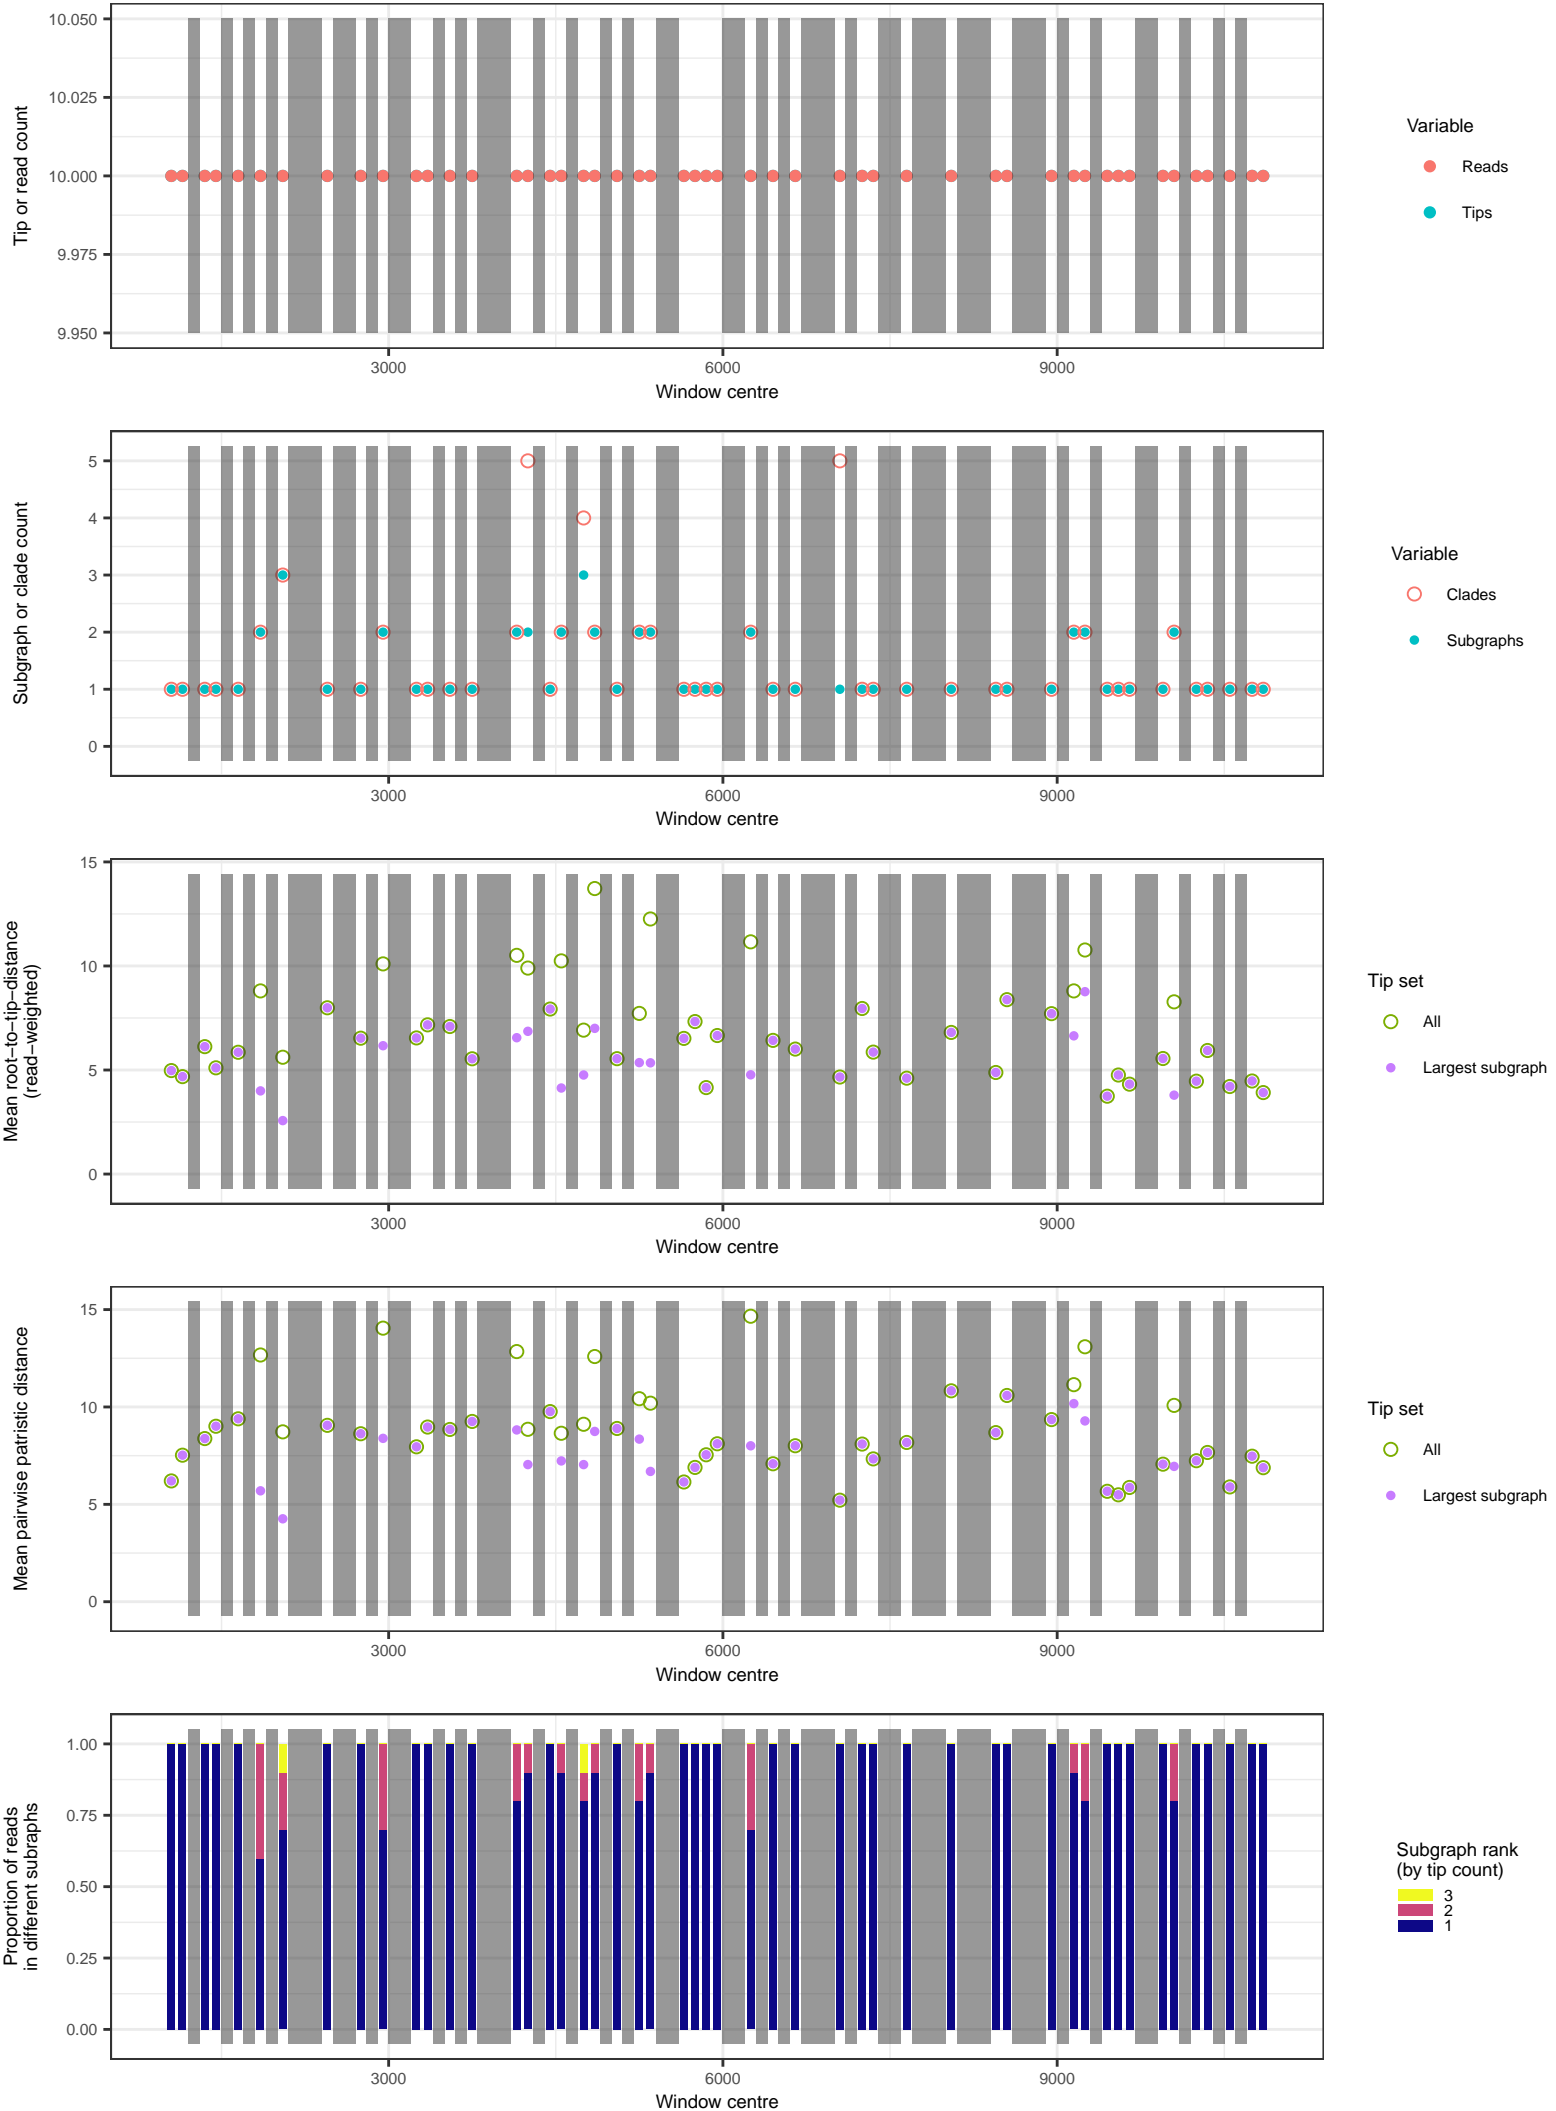 10.050
10.025
10.000
9.975
9.950
Tip or read count
3000
6000
9000
Window centre
Variable
Reads
Tips
5
4
3
2
1
0
Subgraph or clade count
3000
6000
9000
Window centre
Variable
Clades
Subgraphs
15
10
5
0
Mean root−to−tip−distance
(read−weighted)
3000
6000
9000
Window centre
Tip set
All
Largest subgraph
15
10
5
0
Mean pairwise patristic distance
3000
6000
9000
Window centre
Tip set
All
Largest subgraph
1.00
0.75
0.50
0.25
0.00
Proportion of reads
in different subraphs
3000
6000
9000
Window centre
Subgraph rank
(by tip count)
3
2
1